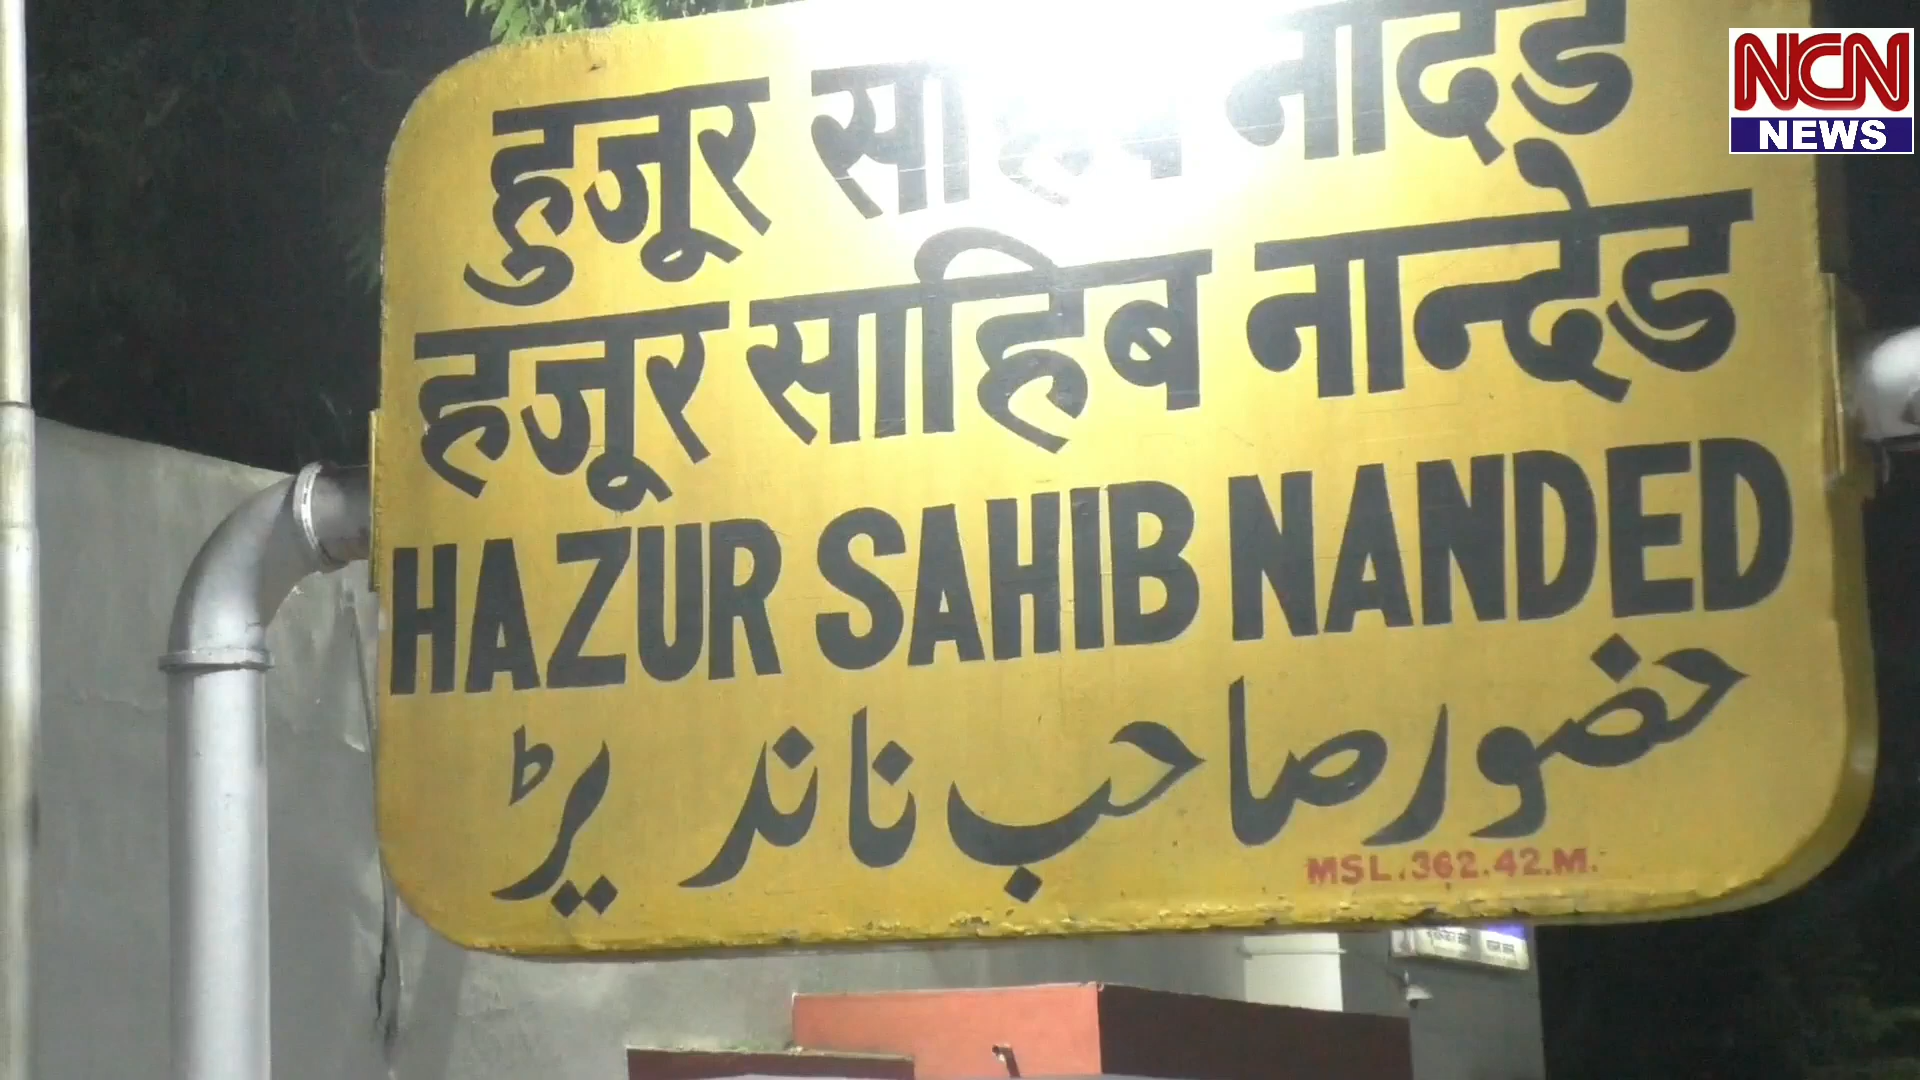 हुजूर साहिब नांदेड
NCN
NEWS
हजूर साहिब नान्देड
HAZUR SAHIB NANDED
حضور صاحب ناندیڑ
MSL.362.42.M.